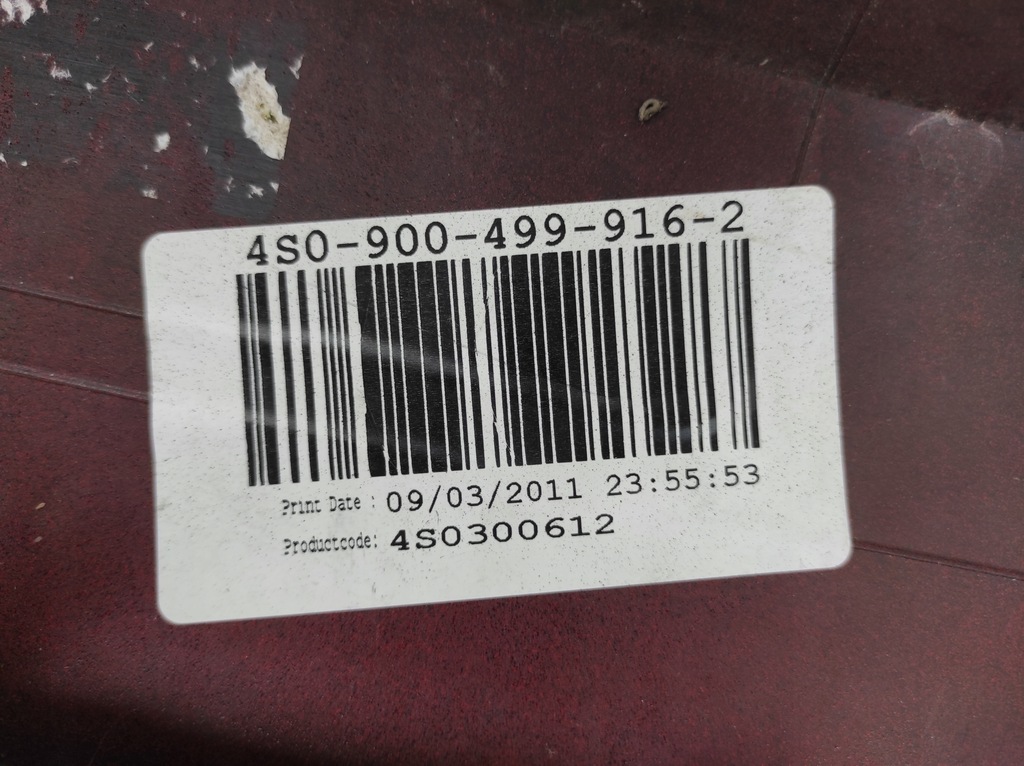 4S0-900-499-916-2
Print Date : 09/03/2011 23:55:53
Productcode: 4S0300612